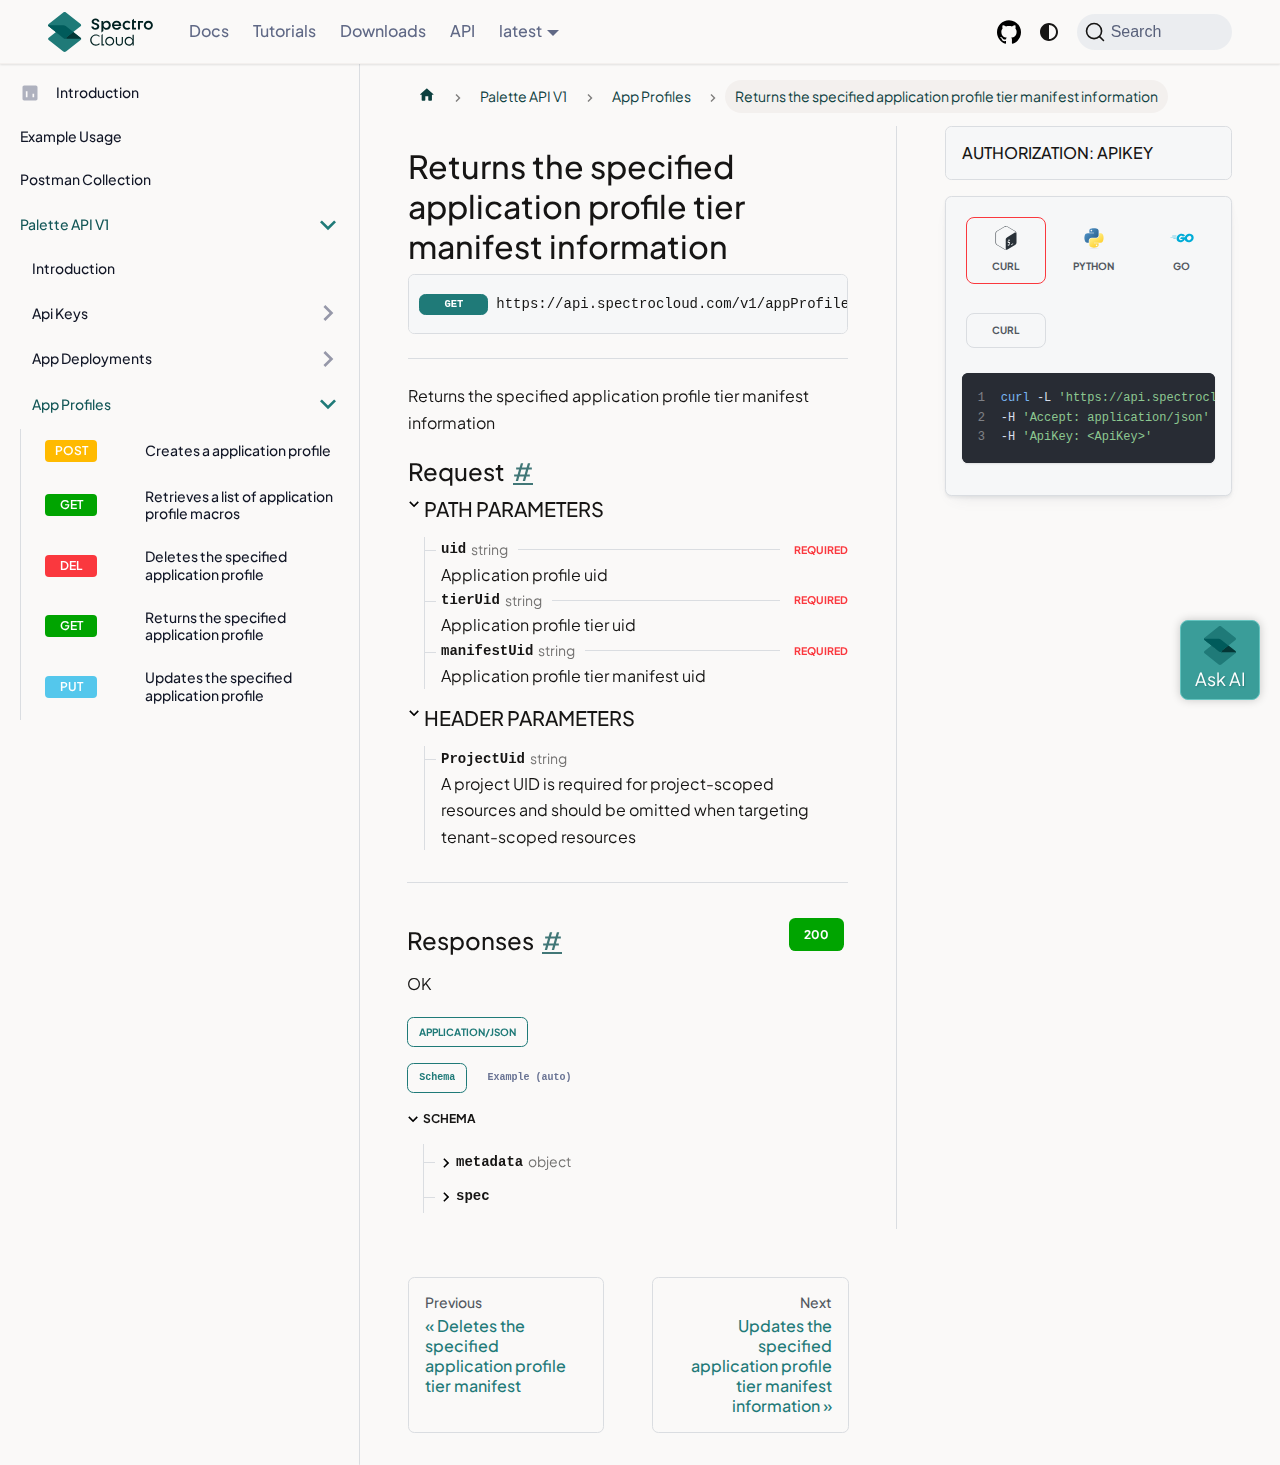 Spectro Cloud
Docs
Tutorials
Downloads
API
latest
Search
Introduction
Example Usage
Postman Collection
Palette API V1
Introduction
Api Keys
App Deployments
App Profiles
POST
Creates a application profile
GET
Retrieves a list of application
profile macros
DEL
Deletes the specified
application profile
GET
Returns the specified
application profile
PUT
Updates the specified
application profile
Palette API V1
App Profiles
Returns the specified application profile tier manifest information
Returns the specified
application profile tier
manifest information
GET
https://api.spectrocloud.com/v1/appProfile
Returns the specified application profile tier manifest
information
Request #
PATH PARAMETERS
uid string REQUIRED
Application profile uid
tierUid string REQUIRED
Application profile tier uid
manifestUid string REQUIRED
Application profile tier manifest uid
HEADER PARAMETERS
ProjectUid string
A project UID is required for project-scoped
resources and should be omitted when targeting
tenant-scoped resources
Responses #
200
OK
APPLICATION/JSON
Schema
Example (auto)
SCHEMA
metadata object
spec
Previous
« Deletes the
specified
application profile
tier manifest
Next
Updates the
specified
application profile
tier manifest
information »
AUTHORIZATION: APIKEY
CURL
PYTHON
GO
CURL
1 curl -L 'https://api.spectrocl
2 -H 'Accept: application/json'
3 -H 'ApiKey: <ApiKey>'
Ask AI